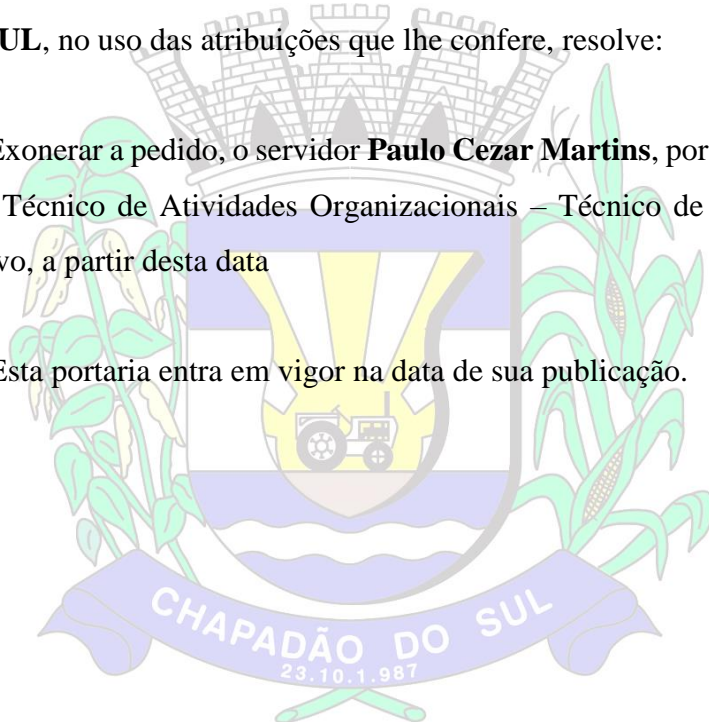 UL, no uso das atribuições que lhe confere, resolve:
Exonerar a pedido, o servidor Paulo Cezar Martins, por
Técnico de Atividades Organizacionais – Técnico de
vo, a partir desta data
Esta portaria entra em vigor na data de sua publicação.
CHAPADÃO DO SUL
23.10.1.987